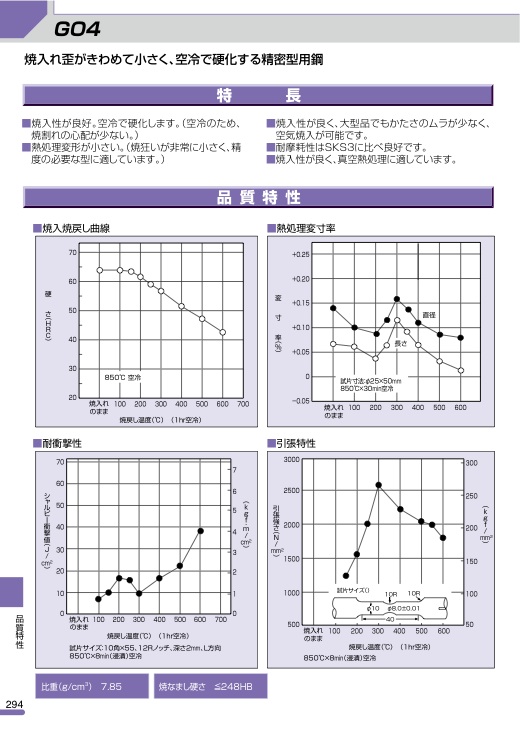 GO4
焼入れ歪がきわめて小さく、空冷で硬化する精密型用鋼
特長
■焼入性が良好。空冷で硬化します。（空冷のため、
焼割れの心配が少ない。）
■熱処理変形が小さい。（焼狂いが非常に小さく、精
度の必要な型に適しています。）
■焼入性が良く、大型品でもかたさのムラが少なく、
空気焼入が可能です。
■耐摩耗性はSKS3に比べ良好です。
■焼入性が良く、真空熱処理に適しています。
品質特性
■焼入焼戻し曲線
硬さ(HRC)
70
60
50
40
30
20
850℃ 空冷
焼入れのまま 100 200 300 400 500 600 700
焼戻し温度(℃) (1hr空冷)
■熱処理変寸率
変寸率(%)
+0.25
+0.20
+0.15
+0.10
+0.05
0
−0.05
直径
長さ
試片寸法:φ25×50mm
850℃×30min空冷
焼入れのまま 100 200 300 400 500 600
焼戻し温度(℃) (1hr空冷)
■耐衝撃性
シャルピー衝撃値(J/cm²)
70
60
50
40
30
20
10
0
7
6
5
4
3
2
1
0
(kgf·m/cm²)
焼入れのまま 100 200 300 400 500 600 700
焼戻し温度(℃) (1hr空冷)
試片サイズ:10角×55、12Rノッチ、深さ2mm、L方向
850℃×8min(浸漬)空冷
■引張特性
引張強さ(N/mm²)
3000
2500
2000
1500
1000
500
300
250
200
150
100
50
(kgf/mm²)
試片サイズ()
10R 10R
φ10 φ8.0±0.01
40
焼入れのまま 100 200 300 400 500 600
焼戻し温度(℃) (1hr空冷)
850℃×8min(浸漬)空冷
品質特性
比重(g/cm³) 7.85
焼なまし硬さ ≦248HB
294